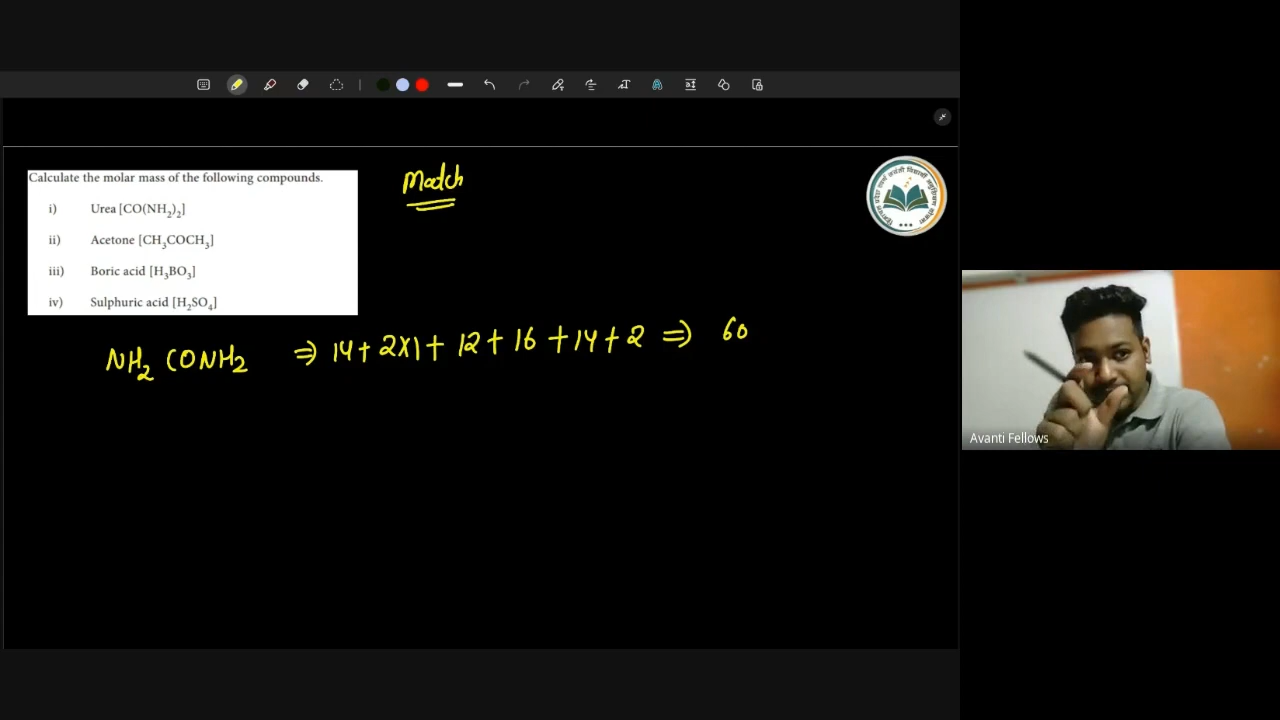 Match
Calculate the molar mass of the following compounds.
i) Urea [CO(NH₂)₂]
ii) Acetone [CH₃COCH₃]
iii) Boric acid [H₃BO₃]
iv) Sulphuric acid [H₂SO₄]
NH₂ CONH₂ ⇒ 14 + 2×1 + 12 + 16 + 14 + 2 ⇒ 60
Avanti Fellows